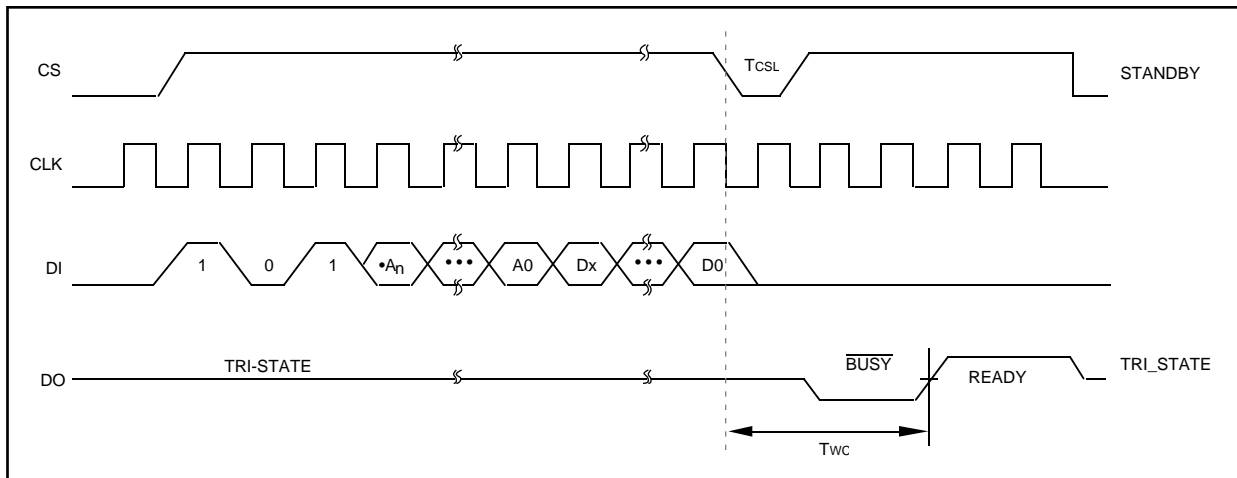 CS TCSL STANDBY
CLK
DI 1 0 1 •An ••• A0 Dx ••• D0
TRI-STATE BUSY TRI_STATE
DO READY
TWC